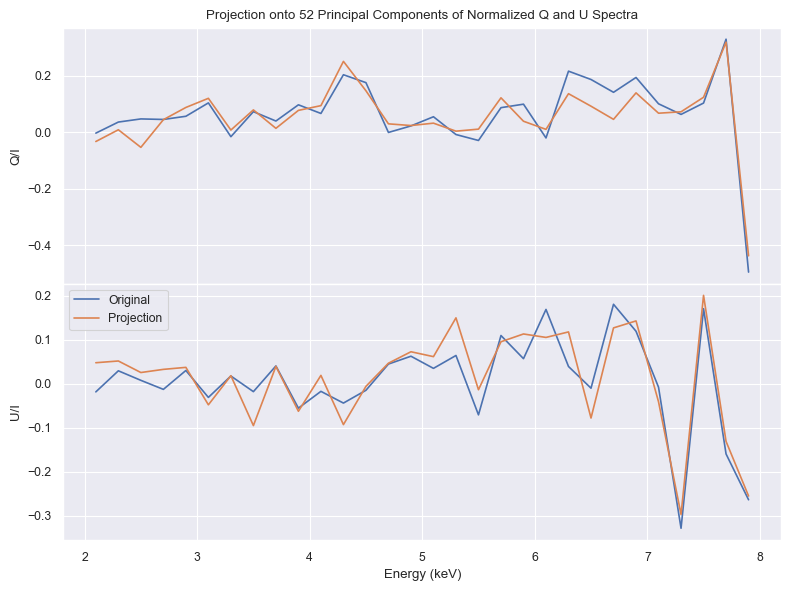 Projection onto 52 Principal Components of Normalized Q and U Spectra
0.2
0.0
−0.2
−0.4
Q/I
Original
Projection
0.2
0.1
0.0
−0.1
−0.2
−0.3
U/I
2 3 4 5 6 7 8
Energy (keV)